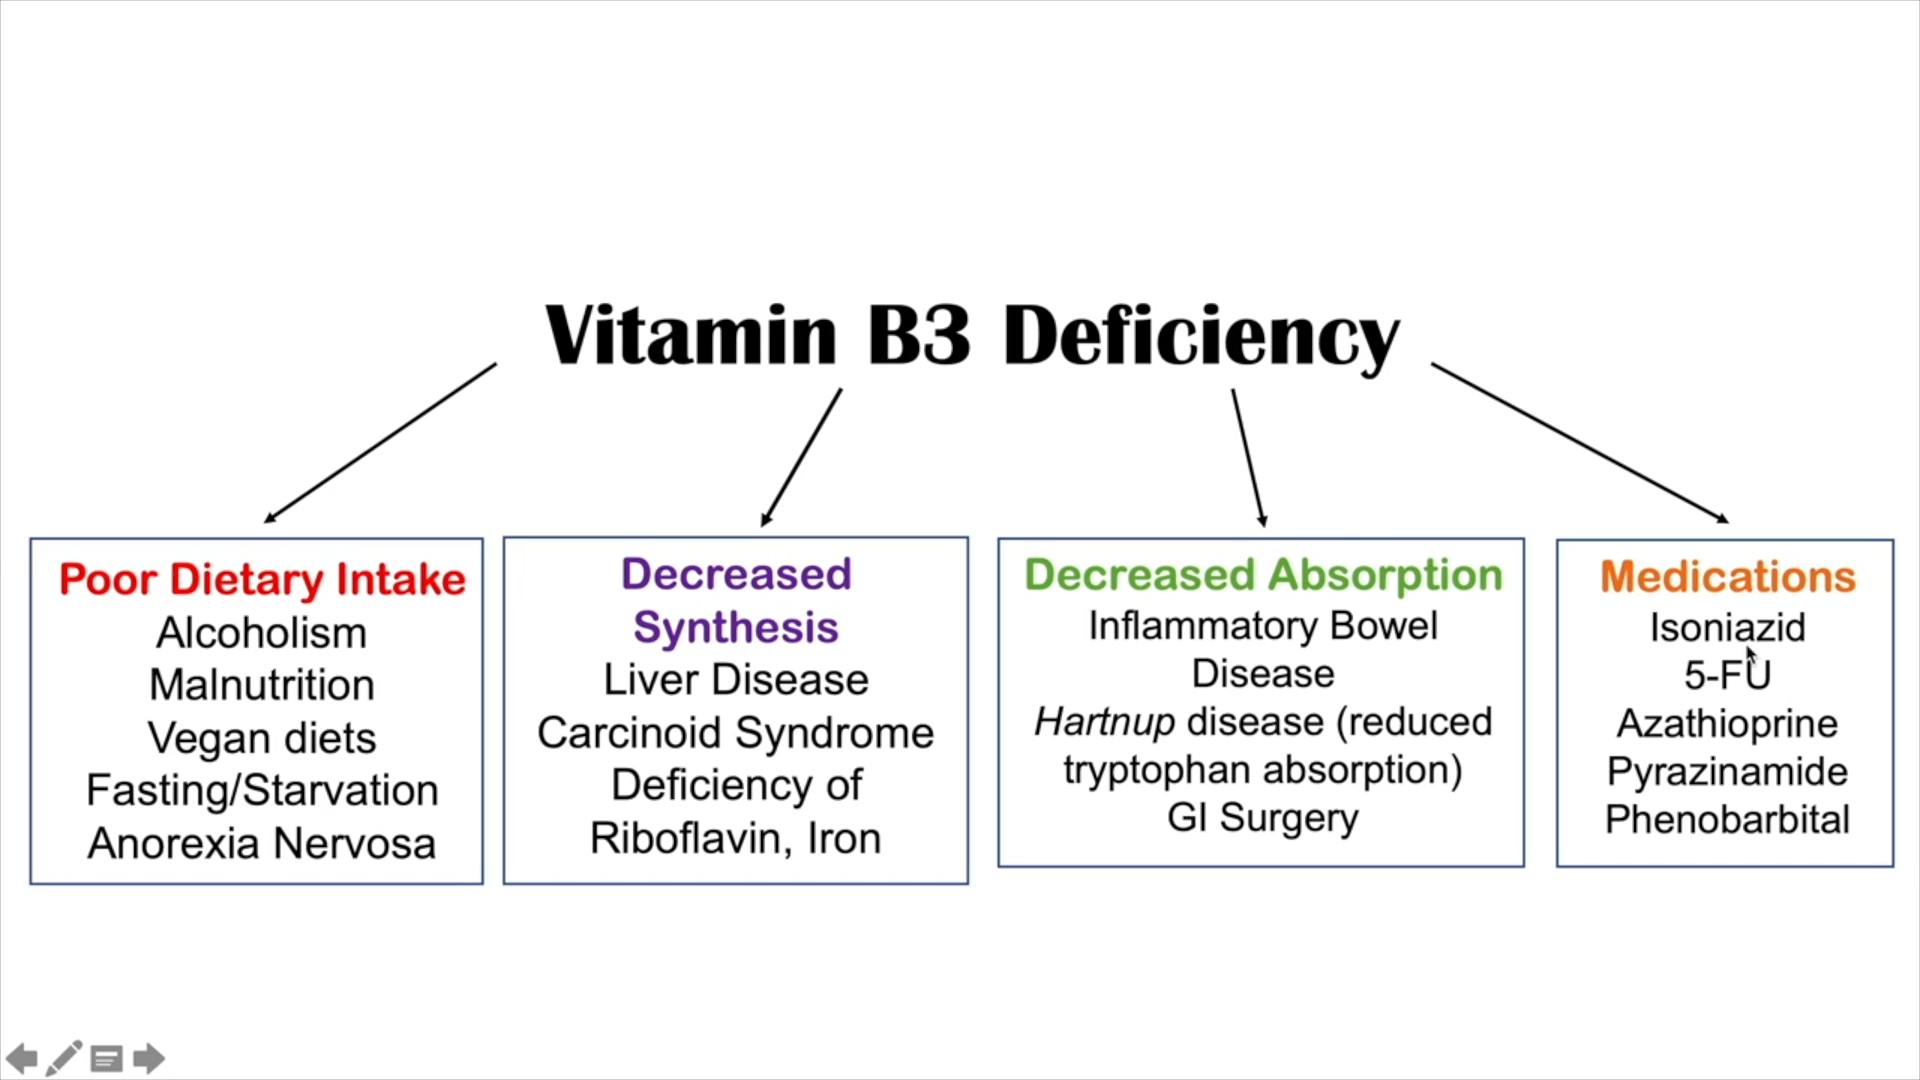 Vitamin B3 Deficiency
Poor Dietary Intake
Alcoholism
Malnutrition
Vegan diets
Fasting/Starvation
Anorexia Nervosa
Decreased
Synthesis
Liver Disease
Carcinoid Syndrome
Deficiency of
Riboflavin, Iron
Decreased Absorption
Inflammatory Bowel
Disease
Hartnup disease (reduced
tryptophan absorption)
GI Surgery
Medications
Isoniazid
5-FU
Azathioprine
Pyrazinamide
Phenobarbital